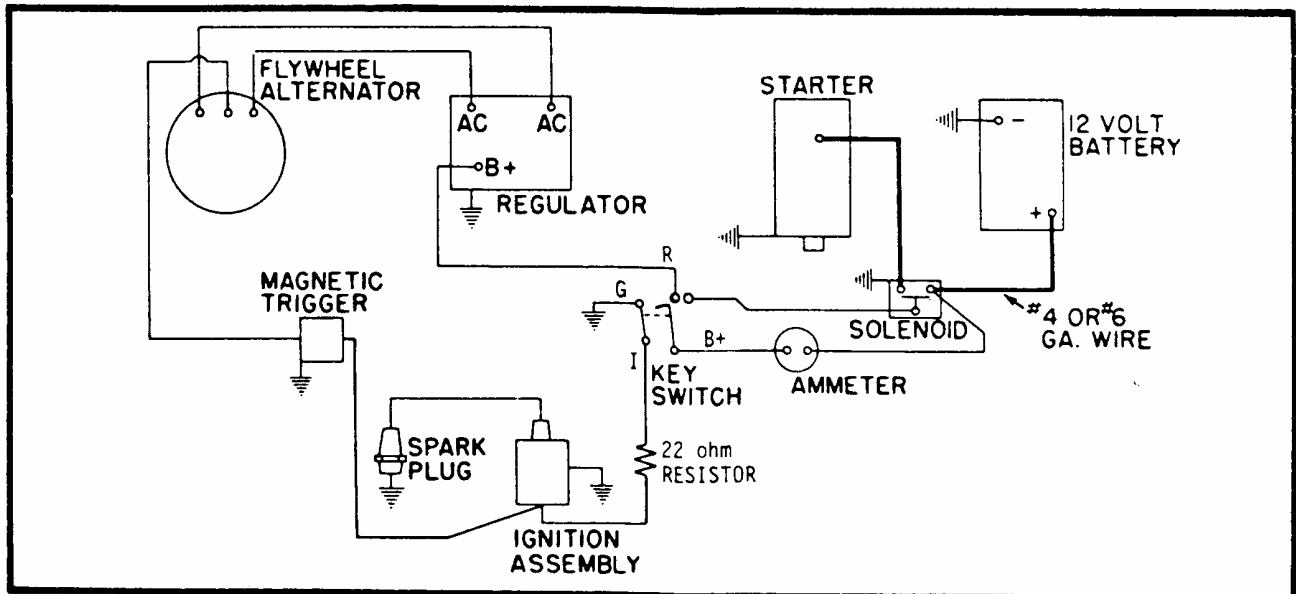 FLYWHEEL
ALTERNATOR
AC
AC
B+
REGULATOR
STARTER
12 VOLT
BATTERY
-
+
MAGNETIC
TRIGGER
R
G
I
B+
KEY
SWITCH
AMMETER
SOLENOID
#4 OR #6
GA. WIRE
SPARK
PLUG
22 ohm
RESISTOR
IGNITION
ASSEMBLY